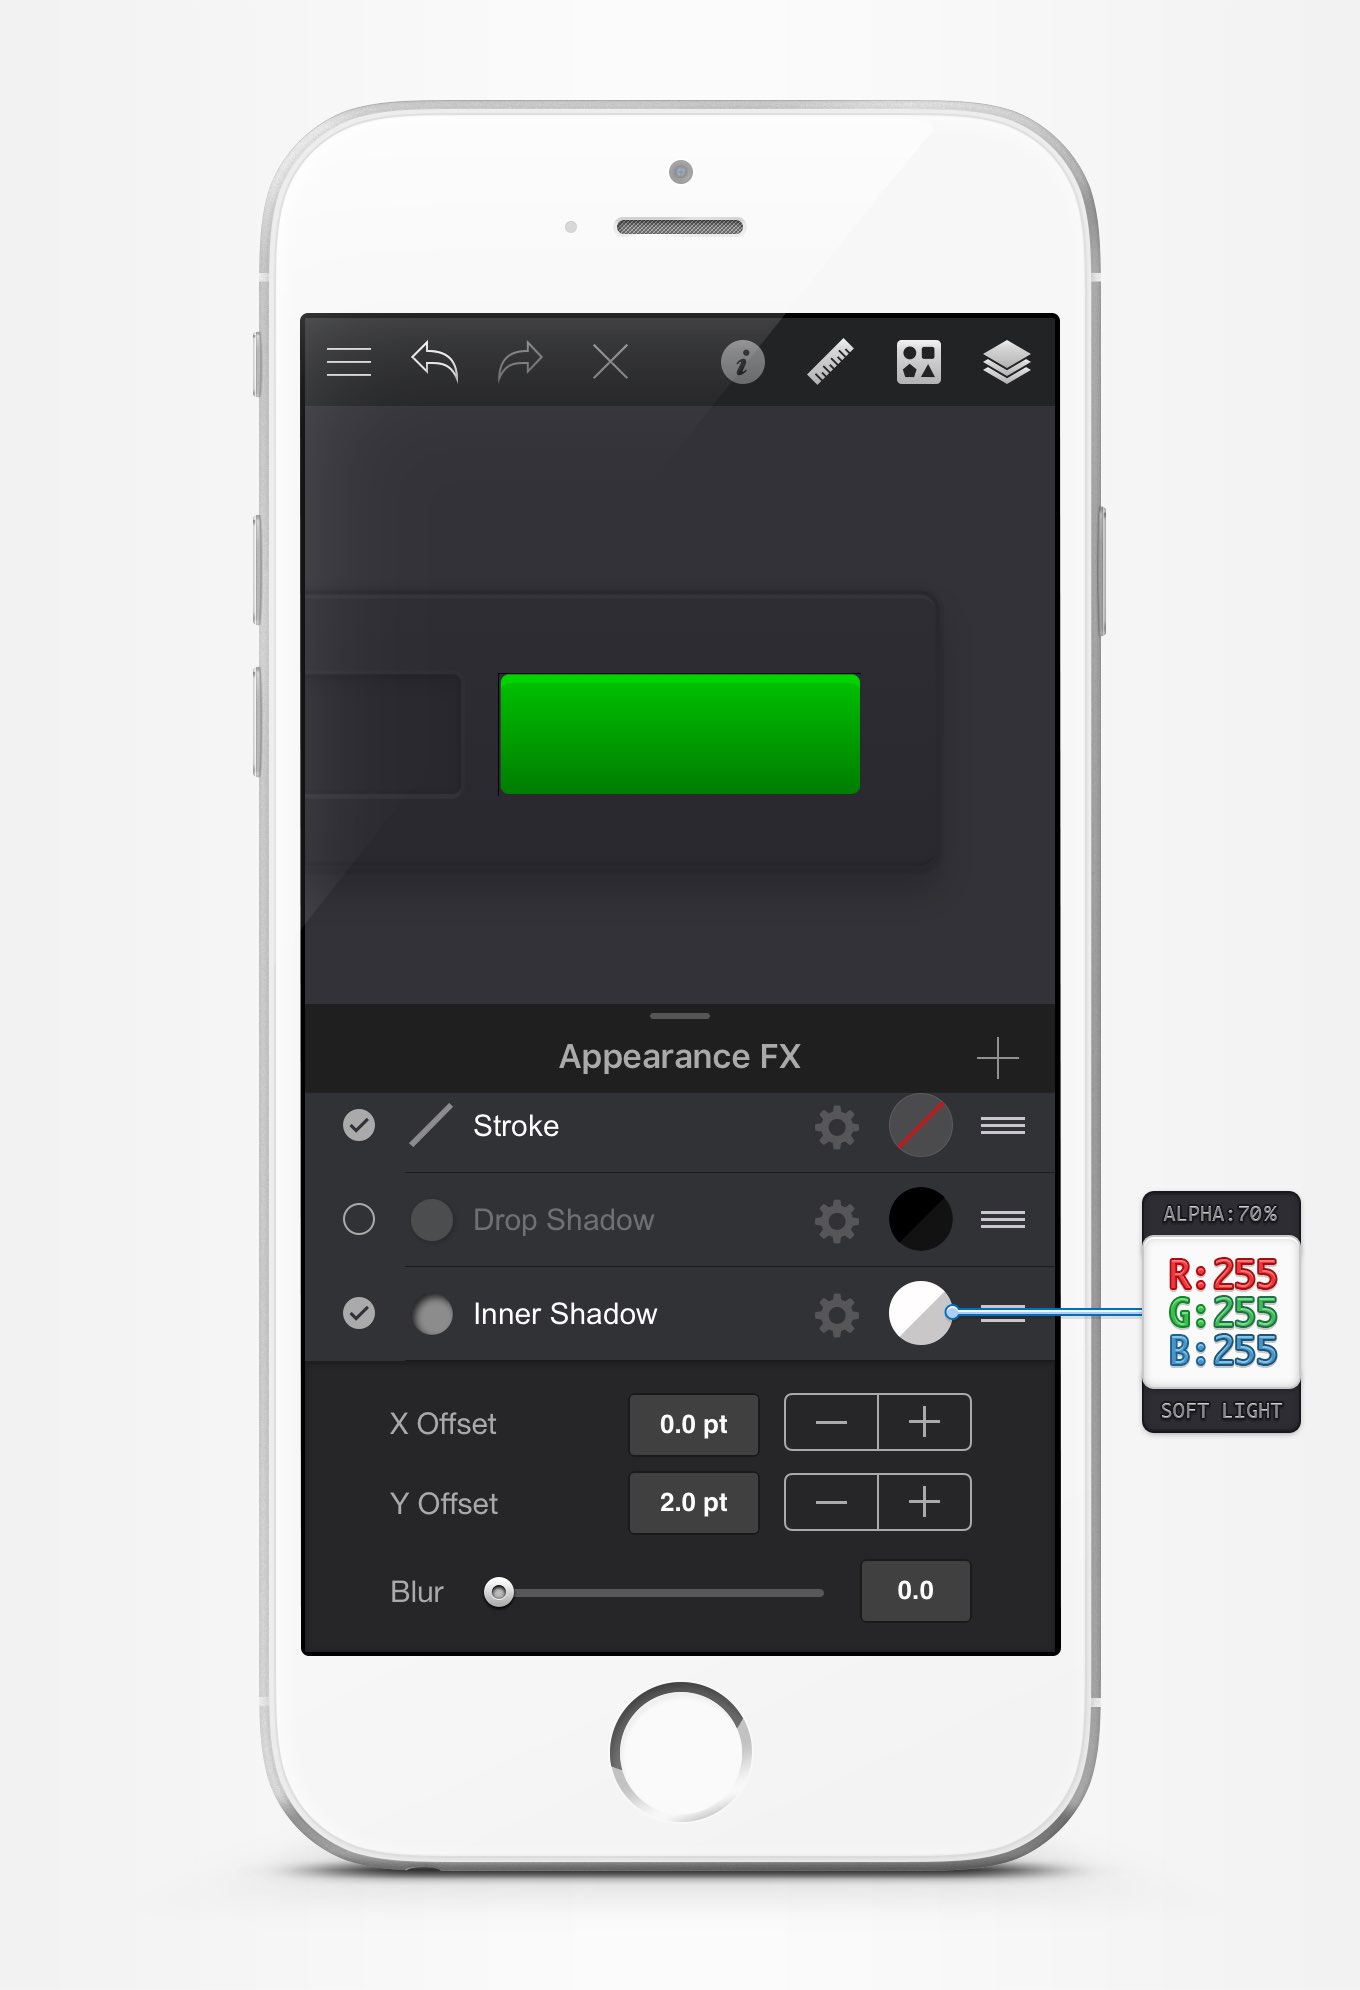 Appearance FX
Stroke
Drop Shadow
Inner Shadow
X Offset 0.0 pt
Y Offset 2.0 pt
Blur 0.0
ALPHA:70%
R:255
G:255
B:255
SOFT LIGHT